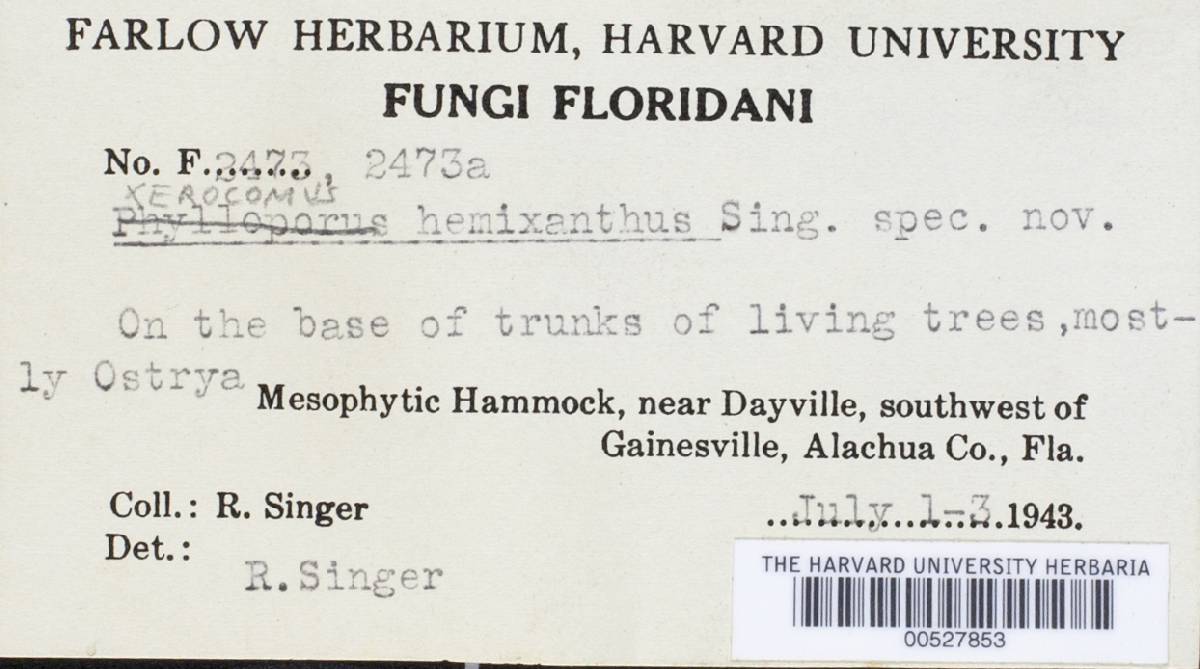 FARLOW HERBARIUM, HARVARD UNIVERSITY
FUNGI FLORIDANI
No. F. 2473, 2473a
XEROCOMUS
Phylloporus hemixanthus Sing. spec. nov.
On the base of trunks of living trees,most-
ly Ostrya
Mesophytic Hammock, near Dayville, southwest of
Gainesville, Alachua Co., Fla.
Coll.: R. Singer
July 1-3.1943.
Det.:
R.Singer
THE HARVARD UNIVERSITY HERBARIA
00527853